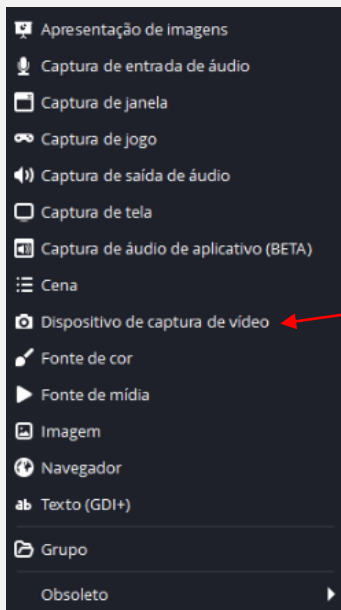 Apresentação de imagens
Captura de entrada de áudio
Captura de janela
Captura de jogo
Captura de saída de áudio
Captura de tela
Captura de áudio de aplicativo (BETA)
Cena
Dispositivo de captura de vídeo
Fonte de cor
Fonte de mídia
Imagem
Navegador
ab Texto (GDI+)
Grupo
Obsoleto